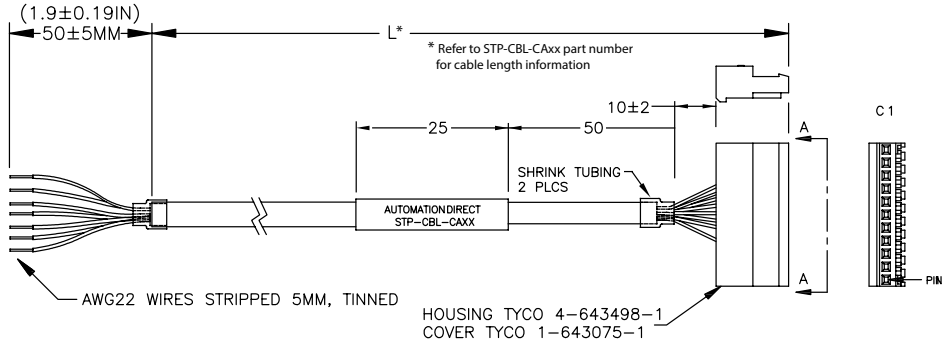 (1.9±0.19IN)
50±5MM
L*
* Refer to STP-CBL-CAxx part number
for cable length information
10±2
C1
25
50
A
SHRINK TUBING
2 PLCS
AUTOMATIONDIRECT
STP-CBL-CAXX
A
PIN
AWG22 WIRES STRIPPED 5MM, TINNED
HOUSING TYCO 4-643498-1
COVER TYCO 1-643075-1